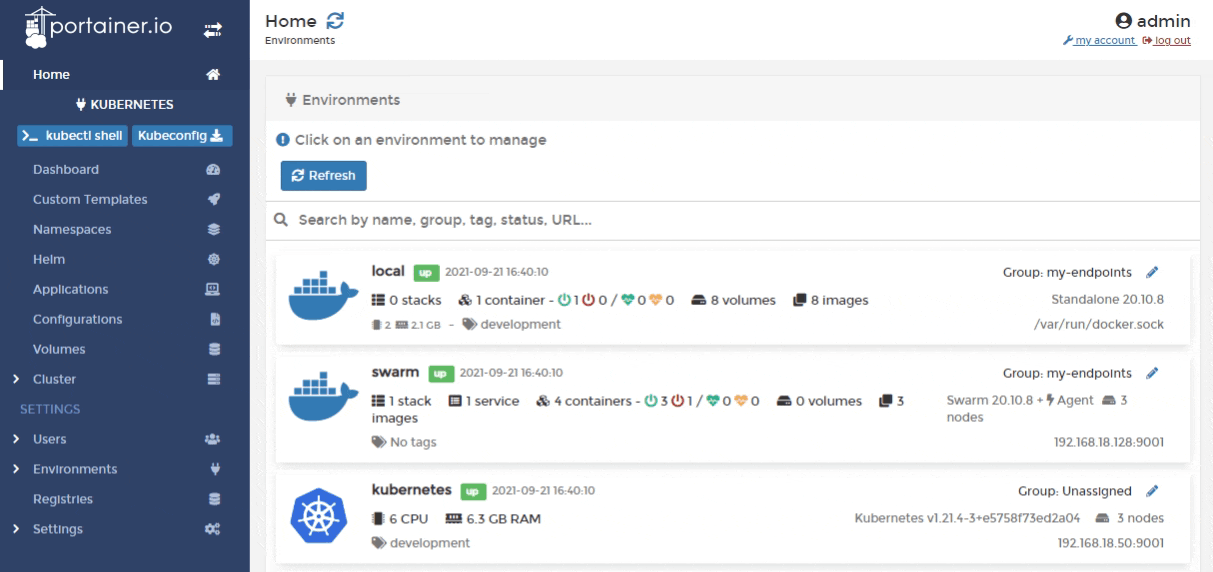 portainer.io
Home
KUBERNETES
kubectl shell Kubeconfig
Dashboard
Custom Templates
Namespaces
Helm
Applications
Configurations
Volumes
Cluster
SETTINGS
Users
Environments
Registries
Settings
Home
Environments
admin
my account log out
Environments
Click on an environment to manage
Refresh
Search by name, group, tag, status, URL...
local up 2021-09-21 16:40:10 Group: my-endpoints
0 stacks 1 container - 1 0 / 0 0 8 volumes 8 images Standalone 20.10.8
2 2.1 GB - development /var/run/docker.sock
swarm up 2021-09-21 16:40:10 Group: my-endpoints
1 stack 1 service 4 containers - 3 1 / 0 0 0 volumes 3 Swarm 20.10.8 + Agent 3
images nodes
No tags 192.168.18.128:9001
kubernetes up 2021-09-21 16:40:10 Group: Unassigned
6 CPU 6.3 GB RAM Kubernetes v1.21.4-3+e5758f73ed2a04 3 nodes
development 192.168.18.50:9001